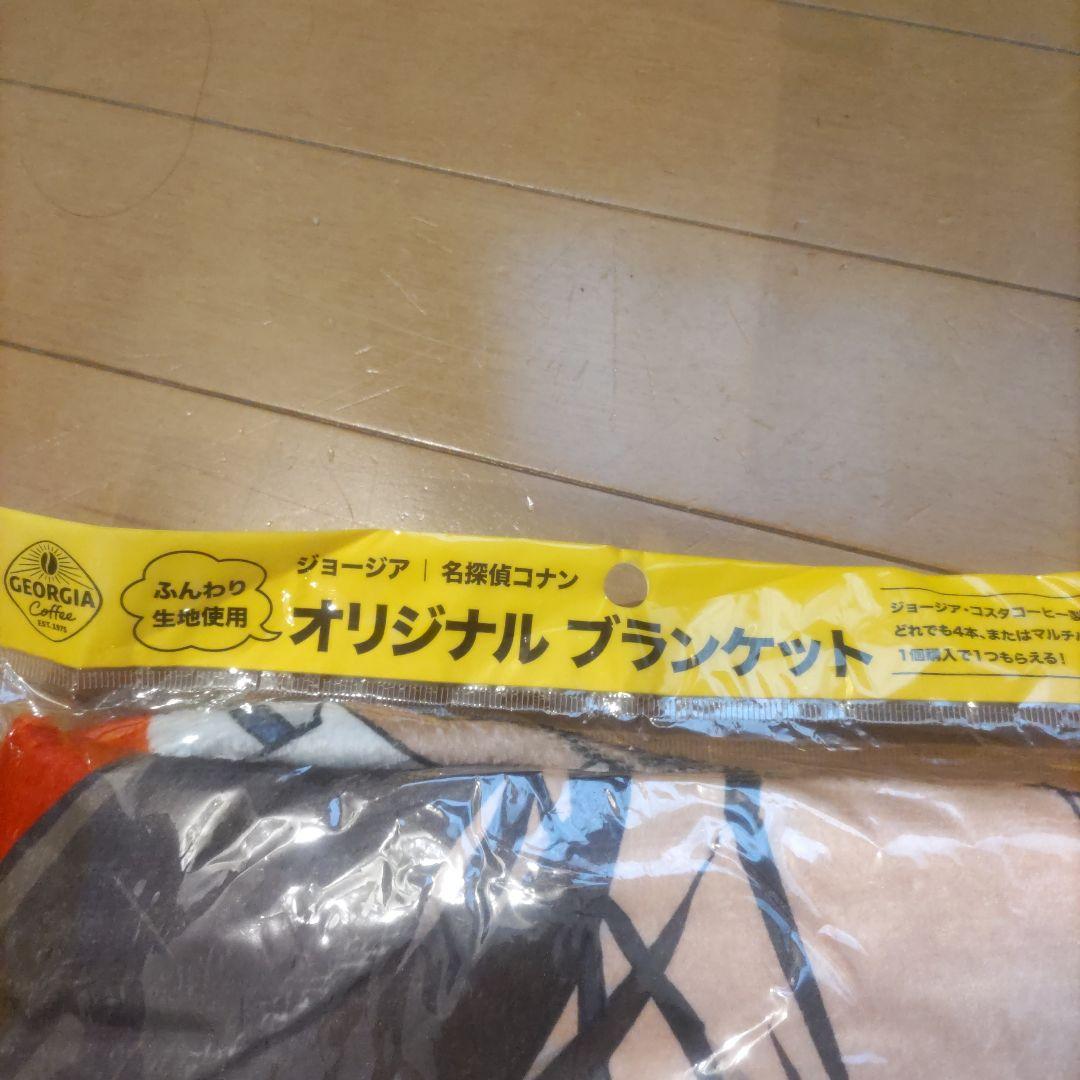 GEORGIA
Coffee
EST. 1975
ふんわり
生地使用
ジョージア｜名探偵コナン
オリジナル ブランケット
ジョージア・コスタコーヒー
どれでも4本、またはマルチ
1個購入で1つもらえる!